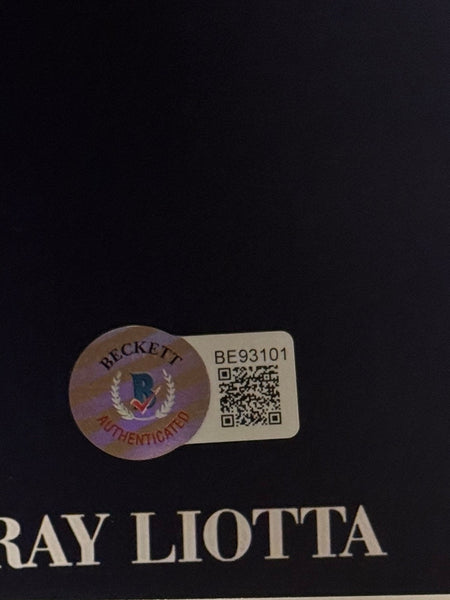 BECKETT
B
AUTHENTICATED
BE93101
RAY LIOTTA